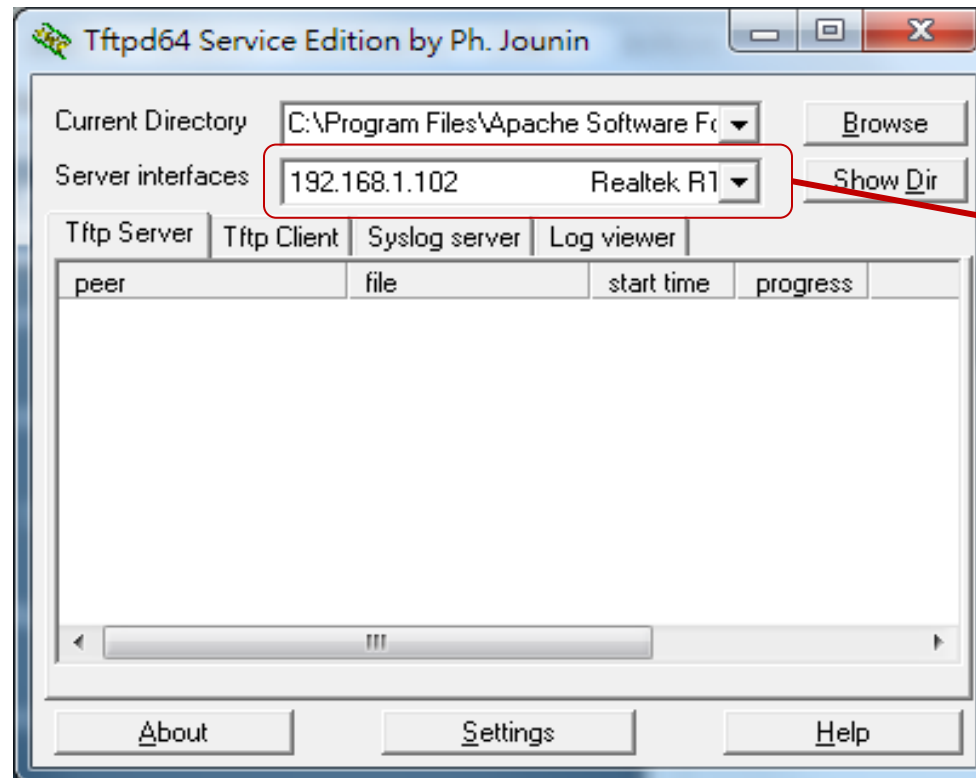 Tftpd64 Service Edition by Ph. Jounin
Current Directory C:\Program Files\Apache Software Browse
Server interfaces 192.168.1.102 Realtek Show Dir
Tftp Server Tftp Client Syslog server Log viewer
peer file start time progress
About Settings Help